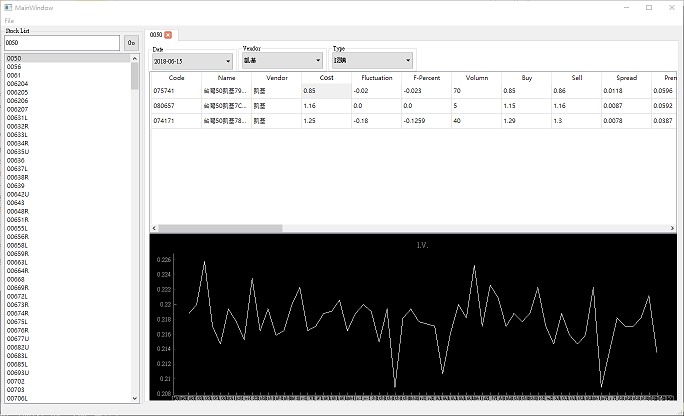 MainWindow
File
Stock List
0050
Go
0050
0056
0061
006204
006205
006206
006207
00631L
00632R
00633L
00634R
00635U
00636
00637L
00638R
00639
00642U
00643
00648R
00651R
00655L
00656R
00658L
00659R
00663L
00664R
00668
00669R
00672L
00673R
00674R
00675L
00676R
00677U
00682U
00683L
00685L
00693U
00702
00703
00706L
0050
Date
2018-06-15
Vendor
凱基
Type
認購
Code Name Vendor Cost Fluctuation F-Percent Volumn Buy Sell Spread Pren
075741 台灣50凱基79... 凱基 0.85 -0.02 -0.023 70 0.85 0.86 0.0118 0.0596
080657 台灣50凱基7C... 凱基 1.16 0.0 0.0 5 1.15 1.16 0.0087 0.0592
074171 台灣50凱基78... 凱基 1.25 -0.18 -0.1259 40 1.29 1.3 0.0078 0.0387
I.V.
0.226
0.224
0.222
0.22
0.218
0.216
0.214
0.212
0.21
0.208